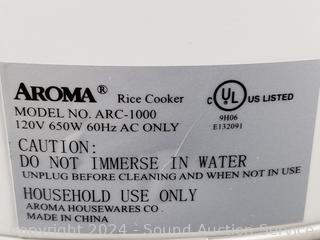 AROMA® Rice Cooker
MODEL NO. ARC-1000
120V 650W 60Hz AC ONLY
C UL US LISTED
9H06
E132091
CAUTION:
DO NOT IMMERSE IN WATER
UNPLUG BEFORE CLEANING AND WHEN NOT IN USE
HOUSEHOLD USE ONLY
AROMA HOUSEWARES CO.
MADE IN CHINA
Copyright 2024 - Sound Auction Service